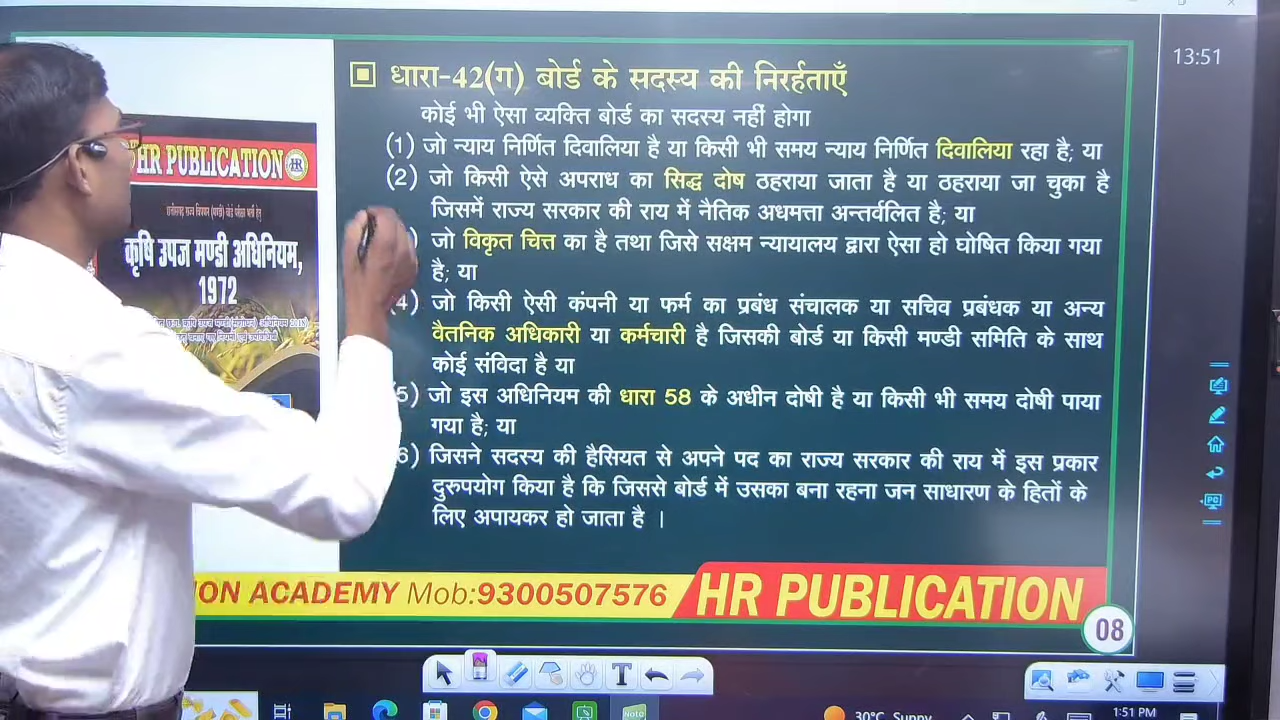 13:51
धारा-42(ग) बोर्ड के सदस्य की निरर्हताएँ
कोई भी ऐसा व्यक्ति बोर्ड का सदस्य नहीं होगा
(1) जो न्याय निर्णित दिवालिया है या किसी भी समय न्याय निर्णित दिवालिया रहा है; या
(2) जो किसी ऐसे अपराध का सिद्ध दोष ठहराया जाता है या ठहराया जा चुका है
जिसमें राज्य सरकार की राय में नैतिक अधमत्ता अन्तर्वलित है; या
) जो विकृत चित्त का है तथा जिसे सक्षम न्यायालय द्वारा ऐसा हो घोषित किया गया
है; या
4) जो किसी ऐसी कंपनी या फर्म का प्रबंध संचालक या सचिव प्रबंधक या अन्य
वैतनिक अधिकारी या कर्मचारी है जिसकी बोर्ड या किसी मण्डी समिति के साथ
कोई संविदा है या
5) जो इस अधिनियम की धारा 58 के अधीन दोषी है या किसी भी समय दोषी पाया
गया है; या
6) जिसने सदस्य की हैसियत से अपने पद का राज्य सरकार की राय में इस प्रकार
दुरुपयोग किया है कि जिससे बोर्ड में उसका बना रहना जन साधारण के हितों के
लिए अपायकर हो जाता है ।
HR PUBLICATION
HR
कृषि उपज मण्डी अधिनियम,
1972
ION ACADEMY Mob:9300507576
HR PUBLICATION
08
PC
T
Note
30°C Sunny
1:51 PM